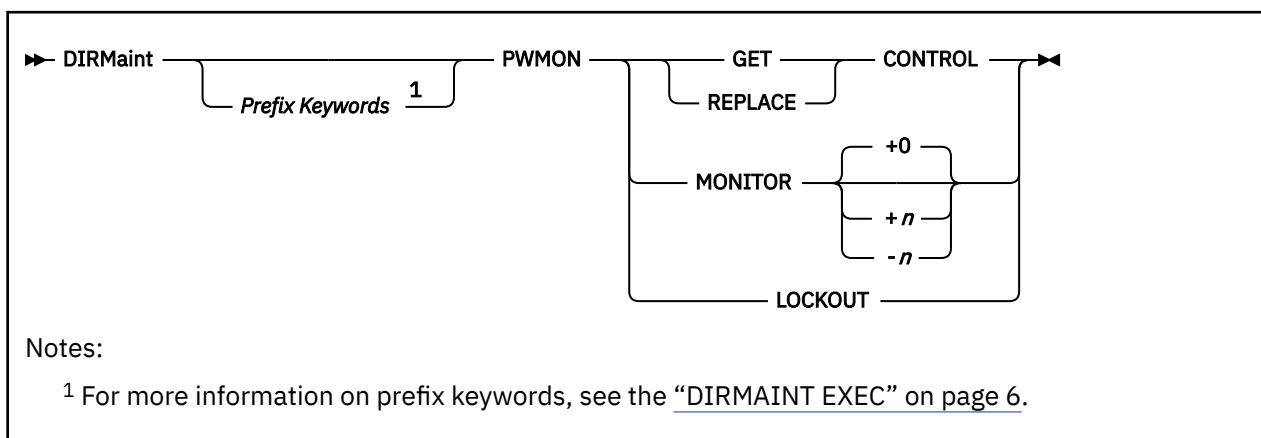 DIRMaint
Prefix Keywords 1
PWMON
GET
REPLACE
CONTROL
MONITOR
+0
+n
-n
LOCKOUT
Notes:
1 For more information on prefix keywords, see the “DIRMAINT EXEC” on page 6.